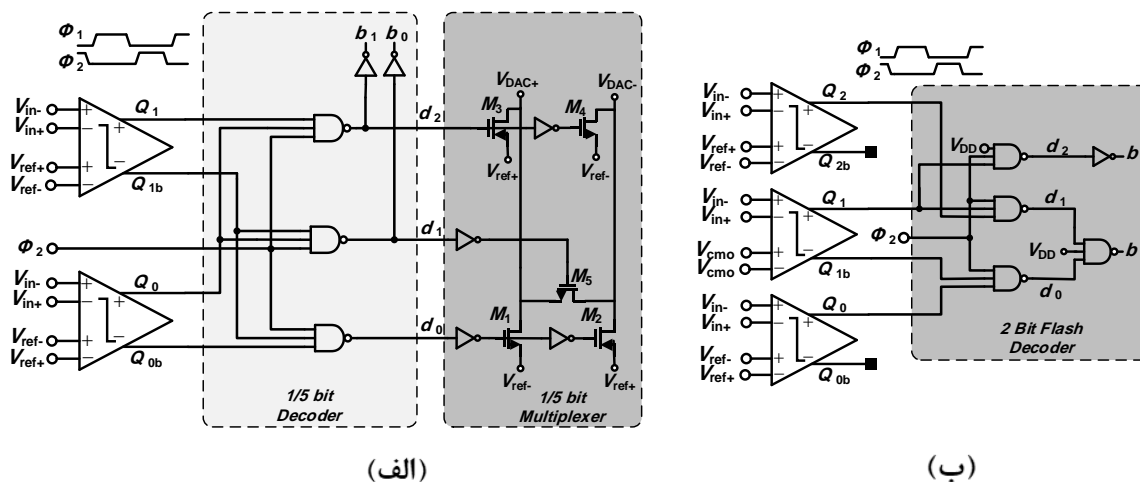 Φ1
Φ2
b1 b0
VDAC+
VDAC-
Vin-
Vin+
Vref+
Vref-
Q1
Q1b
d2
M3
M4
Vref+
Vref-
Φ2
d1
M5
Vin-
Vin+
Vref-
Vref+
Q0
Q0b
d0
M1
M2
Vref-
Vref+
1/5 bit
Decoder
1/5 bit
Multiplexer
(الف)
Φ1
Φ2
Vin-
Vin+
Vref+
Vref-
Q2
Q2b
VDD
d2
b
Vin-
Vin+
Vcmo
Vcmo
Q1
Q1b
Φ2
d1
VDD
b
d0
Vin-
Vin+
Vref-
Vref+
Q0
Q0b
2 Bit Flash
Decoder
(ب)